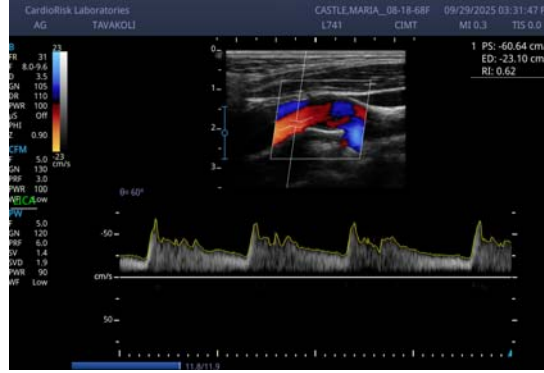 CardioRisk Laboratories CASTLE,MARIA__08-18-68F 09/29/2025 03:31:47 P
AG TAVAKOLI L741 CIMT MI 0.3 TIS 0.0
B
FR 31
F 8.0-9.6
D 3.5
GN 105
DR 110
PWR 100
µS Off
PHI
Z 0.90
CFM
F 5.0
GN 130
PRF 3.0
PWR 100
WF Low
ICA
PW
F 5.0
GN 120
PRF 6.0
SV 1.4
SVD 1.9
PWR 90
WF Low
23
-23
cm/s
0
1
2
3
1 PS: -60.64 cm
ED: -23.10 cm
RI: 0.62
θ= 60°
-50
cm/s
50
11.8/11.9